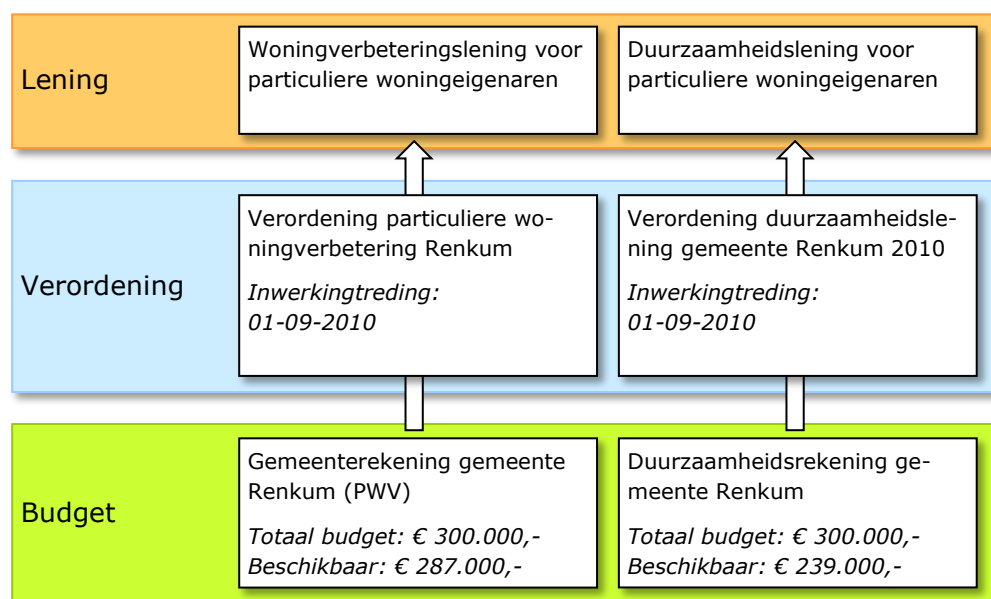 Lening
Woningverbeteringslening voor
particuliere woningeigenaren
Duurzaamheidslening voor
particuliere woningeigenaren
Verordening
Verordening particuliere wo-
ningverbetering Renkum
Inwerkingtreding:
01-09-2010
Verordening duurzaamheidsle-
ning gemeente Renkum 2010
Inwerkingtreding:
01-09-2010
Budget
Gemeenterekening gemeente
Renkum (PWV)
Totaal budget: € 300.000,-
Beschikbaar: € 287.000,-
Duurzaamheidsrekening ge-
meente Renkum
Totaal budget: € 300.000,-
Beschikbaar: € 239.000,-